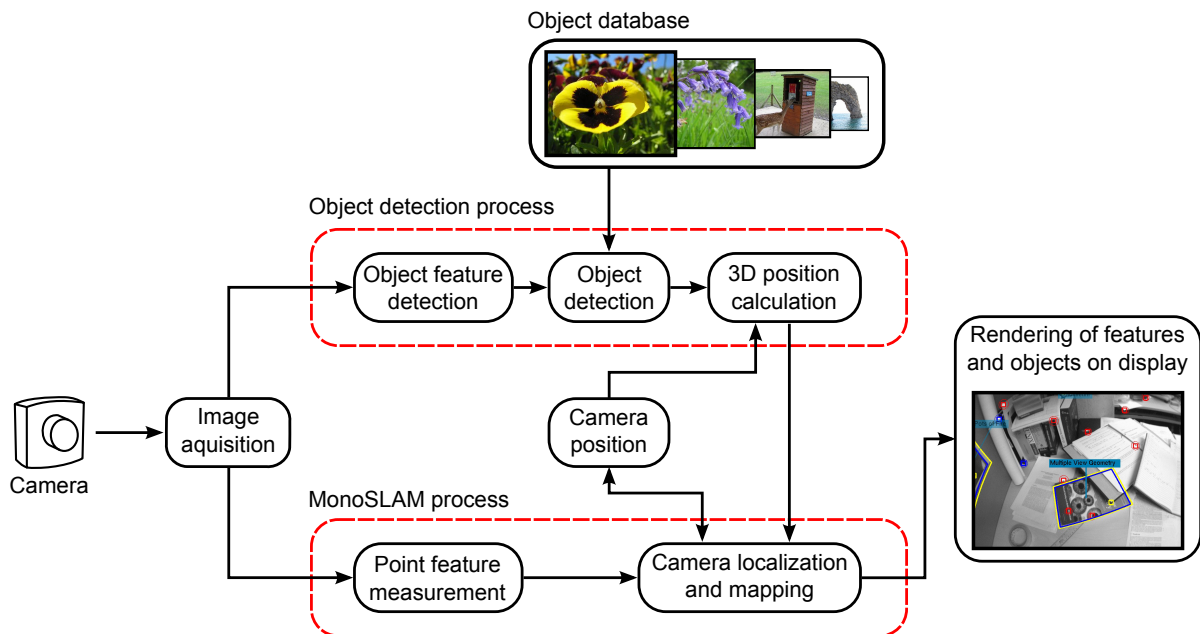 Object database
Object detection process
Object feature
detection
Object
detection
3D position
calculation
Rendering of features
and objects on display
Multiple View Geometry
Image
aquisition
Camera
position
Camera
MonoSLAM process
Point feature
measurement
Camera localization
and mapping